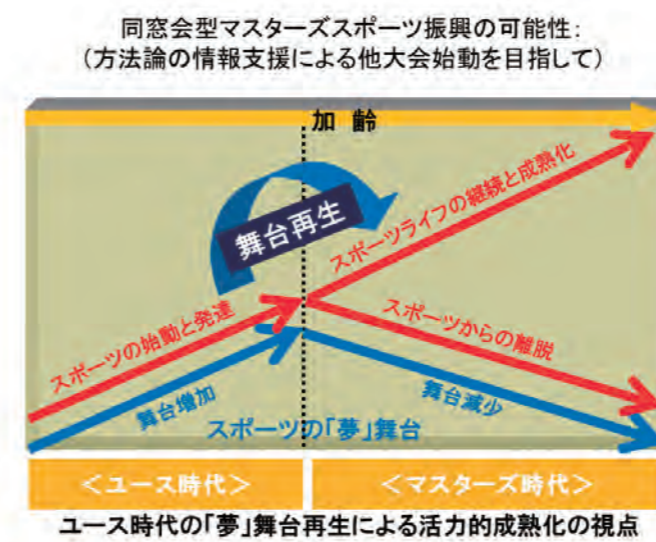 同窓会型マスターズスポーツ振興の可能性:
(方法論の情報支援による他大会始動を目指して)
加 齢
舞台再生
スポーツライフの継続と成熟化
スポーツの始動と発達
スポーツからの離脱
舞台増加
舞台減少
スポーツの「夢」舞台
＜ユース時代＞
＜マスターズ時代＞
ユース時代の「夢」舞台再生による活力的成熟化の視点